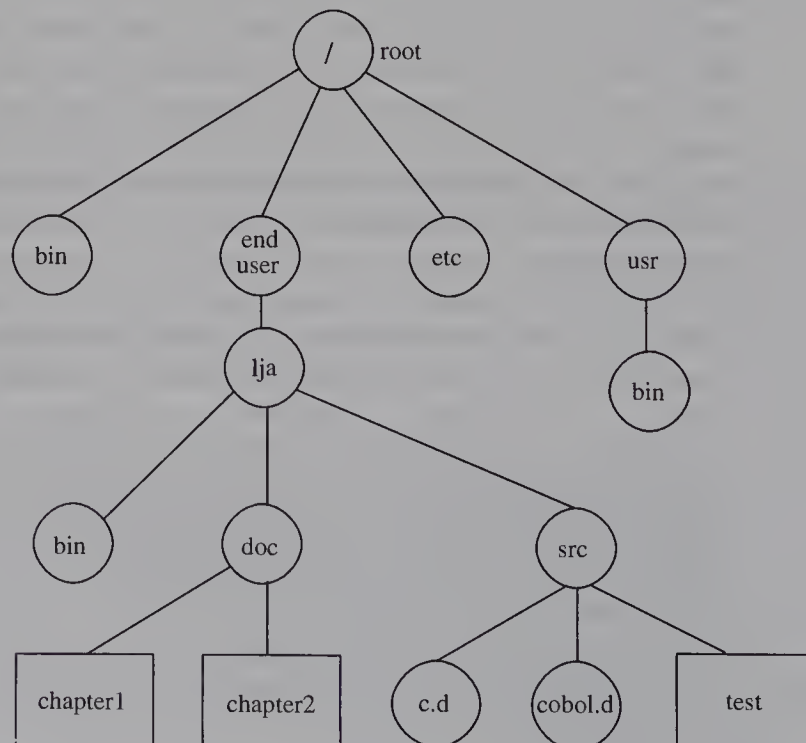 /
root
bin
end
user
etc
usr
lja
bin
bin
doc
src
chapter1
chapter2
c.d
cobol.d
test